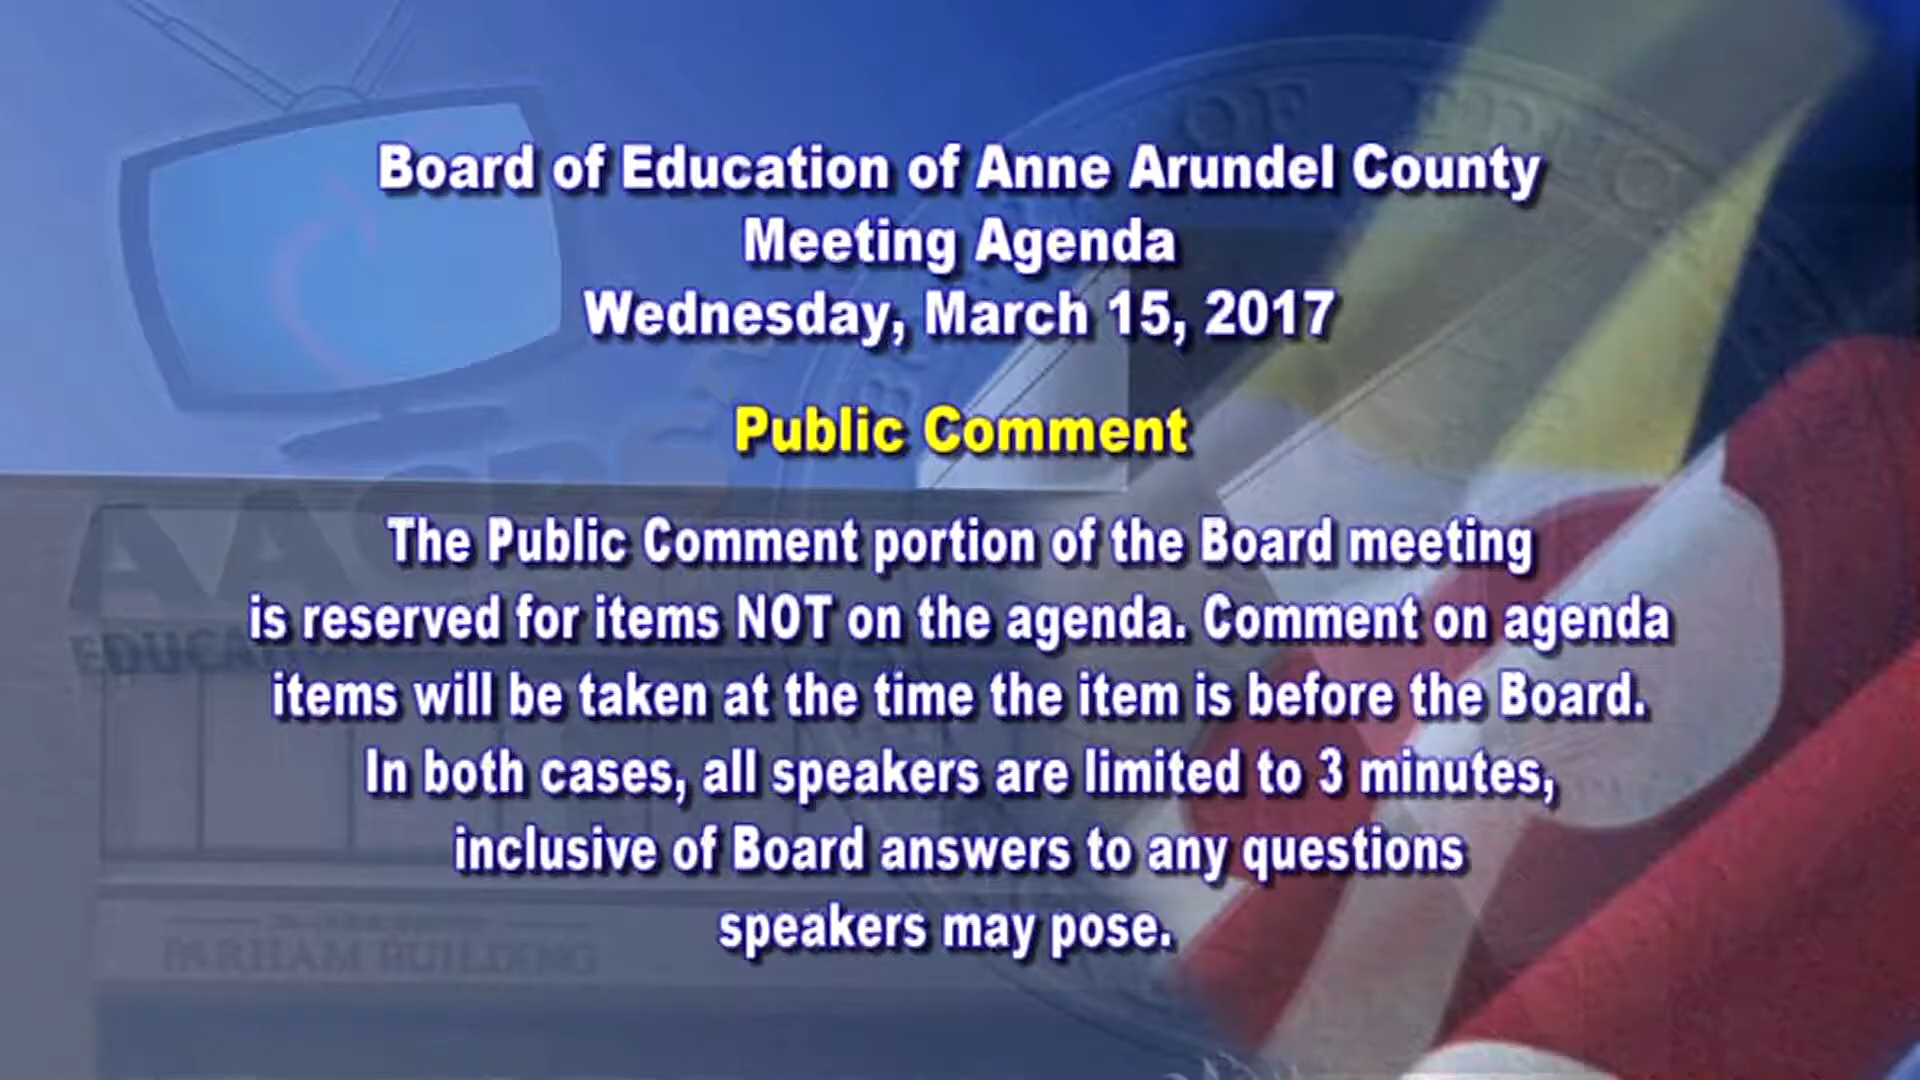 Board of Education of Anne Arundel County
Meeting Agenda
Wednesday, March 15, 2017
Public Comment
The Public Comment portion of the Board meeting
is reserved for items NOT on the agenda. Comment on agenda
items will be taken at the time the item is before the Board.
In both cases, all speakers are limited to 3 minutes,
inclusive of Board answers to any questions
speakers may pose.
PARHAM BUILDING